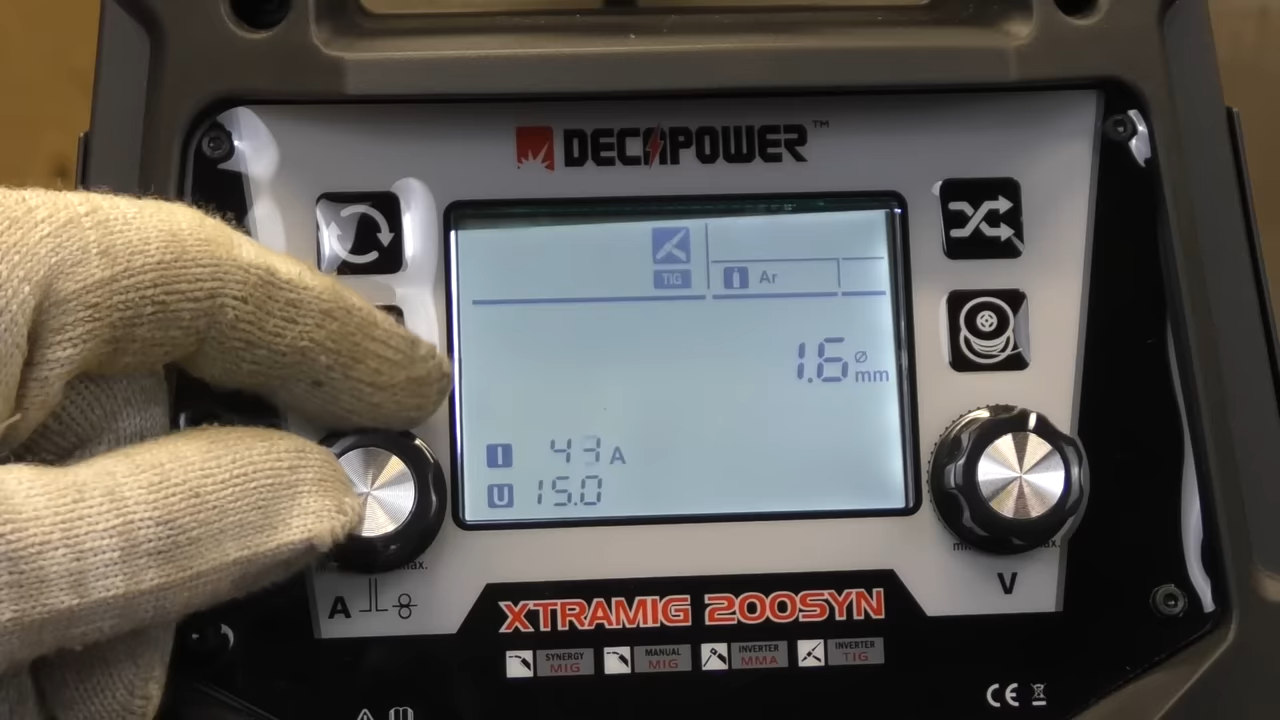 DECAPOWER™
TIG
Ar
1.6 ø mm
I 43 A
U 15.0
max.
A
V
XTRAMIG 200SYN
SYNERGY MIG
MANUAL MIG
INVERTER MMA
INVERTER TIG
CE